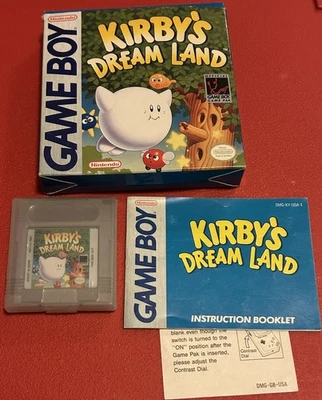 GAME BOY
KIRBY'S
DREAM LAND
OFFICIAL
Nintendo
Nintendo
KIRBY'S
DREAM LAND
GAME BOY
DMG-KY-USA-1
KIRBY'S
DREAM LAND
INSTRUCTION BOOKLET
blank even though the
switch is turned to the
"ON" position after the
Game Pak is inserted,
please adjust the
Contrast Dial.
Contrast
Dial
DMG-GB-USA